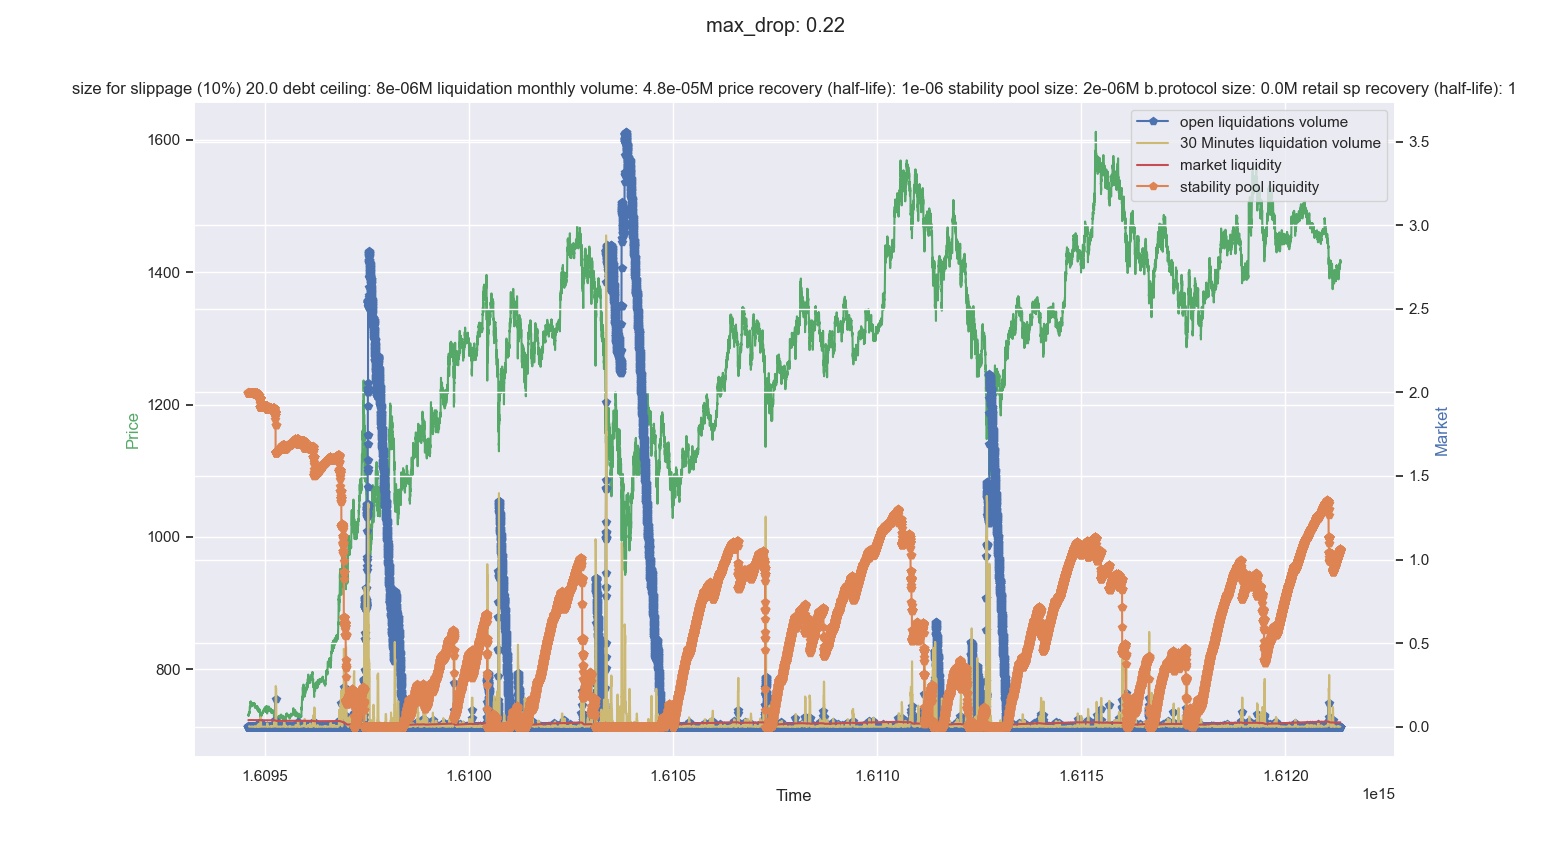 max_drop: 0.22
size for slippage (10%) 20.0 debt ceiling: 8e-06M liquidation monthly volume: 4.8e-05M price recovery (half-life): 1e-06 stability pool size: 2e-06M b.protocol size: 0.0M retail sp recovery (half-life): 1
open liquidations volume
30 Minutes liquidation volume
market liquidity
stability pool liquidity
1600
1400
1200
1000
800
Price
3.5
3.0
2.5
2.0
1.5
1.0
0.5
0.0
Market
1.6095
1.6100
1.6105
1.6110
1.6115
1.6120
1e15
Time